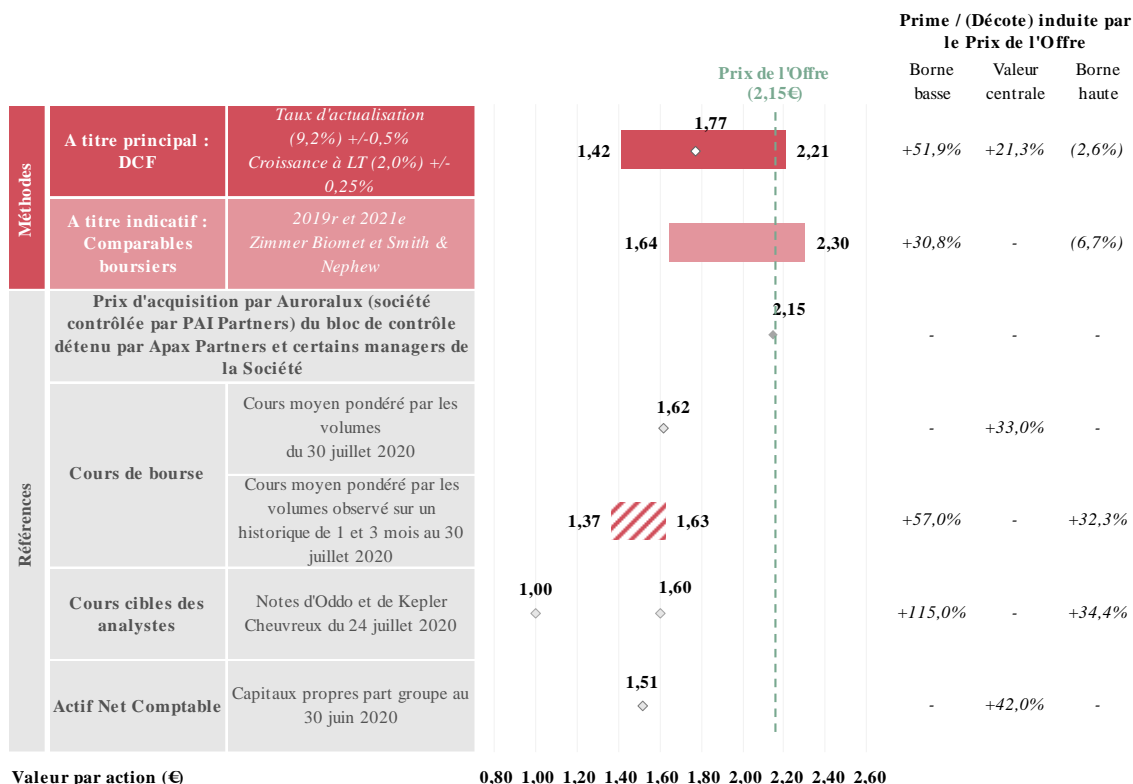 Prime / (Décote) induite par
le Prix de l'Offre
Prix de l'Offre
(2,15€)
Borne
basse
Valeur
centrale
Borne
haute
Méthodes
A titre principal :
DCF
Taux d'actualisation
(9,2%) +/-0,5%
Croissance à LT (2,0%) +/-
0,25%
1,42
1,77
2,21
+51,9%
+21,3%
(2,6%)
A titre indicatif :
Comparables
boursiers
2019r et 2021e
Zimmer Biomet et Smith &
Nephew
1,64
2,30
+30,8%
-
(6,7%)
Références
Prix d'acquisition par Auroralux (société
contrôlée par PAI Partners) du bloc de contrôle
détenu par Apax Partners et certains managers de
la Société
2,15
-
-
-
Cours de bourse
Cours moyen pondéré par les
volumes
du 30 juillet 2020
1,62
-
+33,0%
-
Cours moyen pondéré par les
volumes observé sur un
historique de 1 et 3 mois au 30
juillet 2020
1,37
1,63
+57,0%
-
+32,3%
Cours cibles des
analystes
Notes d'Oddo et de Kepler
Cheuvreux du 24 juillet 2020
1,00
1,60
+115,0%
-
+34,4%
Actif Net Comptable
Capitaux propres part groupe au
30 juin 2020
1,51
-
+42,0%
-
Valeur par action (€)
0,80 1,00 1,20 1,40 1,60 1,80 2,00 2,20 2,40 2,60